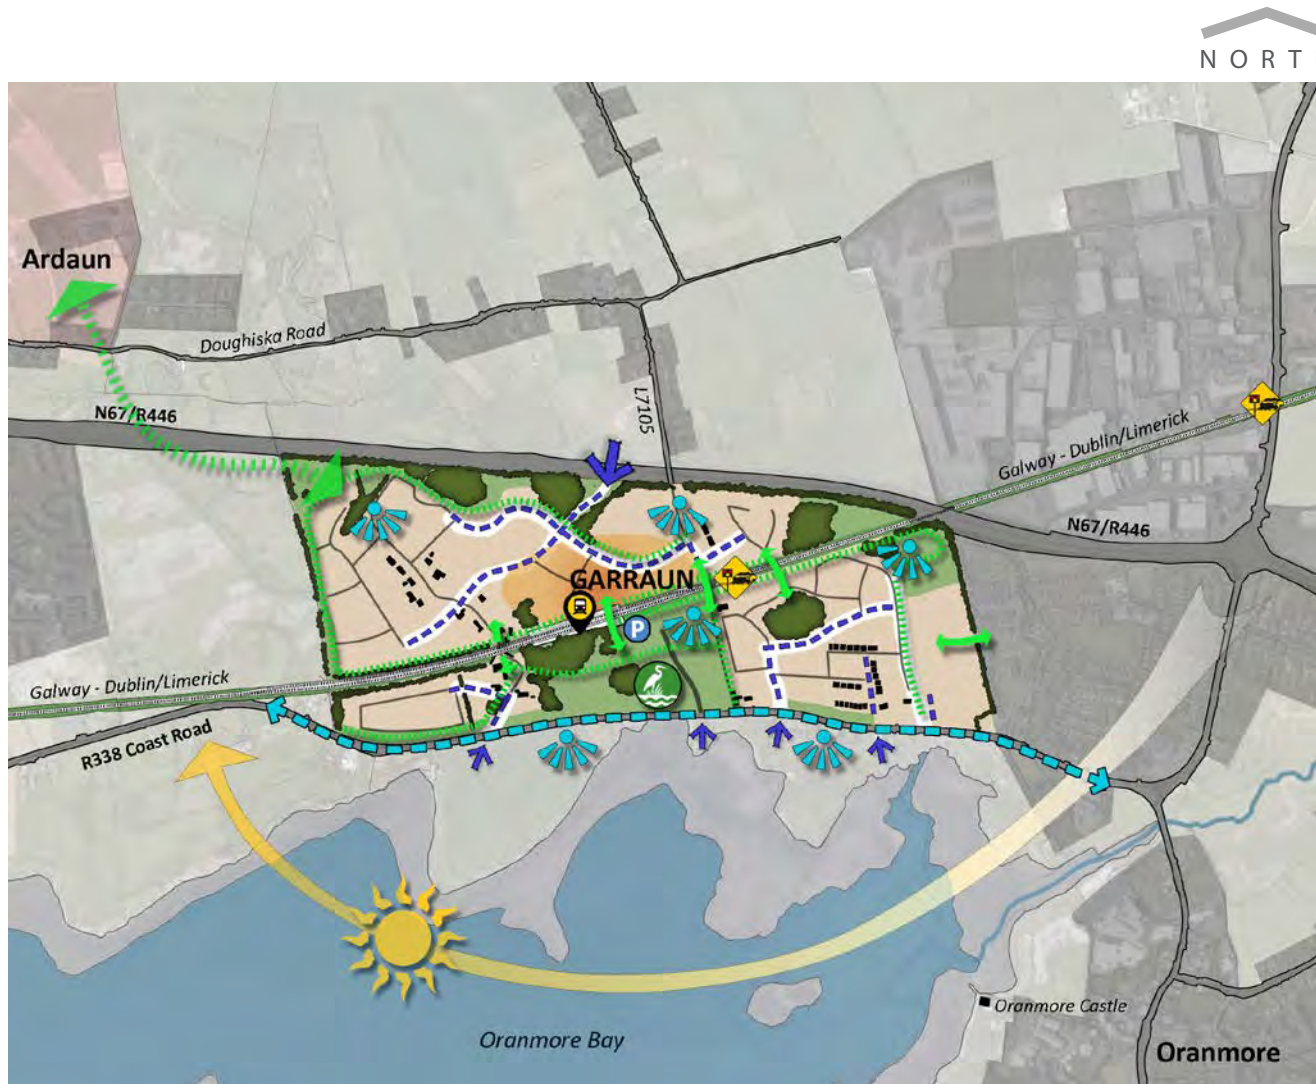 NORT
Ardaun
Doughiska Road
L7105
N67/R446
Galway - Dublin/Limerick
N67/R446
GARRAUN
P
Galway - Dublin/Limerick
R338 Coast Road
Oranmore Castle
Oranmore Bay
Oranmore